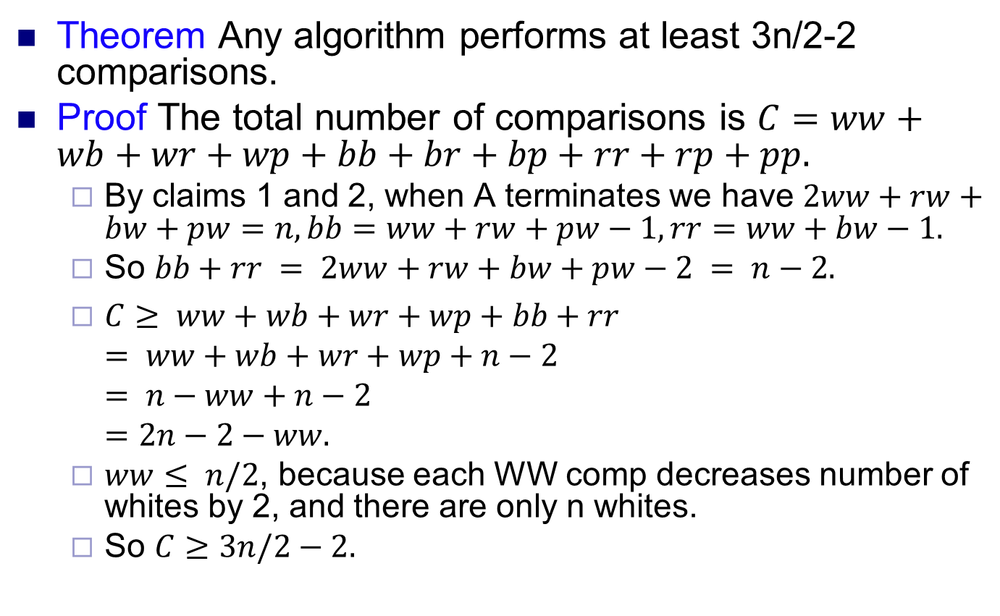 Theorem Any algorithm performs at least 3n/2-2
comparisons.
Proof The total number of comparisons is C = ww +
wb + wr + wp + bb + br + bp + rr + rp + pp.
By claims 1 and 2, when A terminates we have 2ww + rw +
bw + pw = n, bb = ww + rw + pw − 1, rr = ww + bw − 1.
So bb + rr = 2ww + rw + bw + pw − 2 = n − 2.
C ≥ ww + wb + wr + wp + bb + rr
= ww + wb + wr + wp + n − 2
= n − ww + n − 2
= 2n − 2 − ww.
ww ≤ n/2, because each WW comp decreases number of
whites by 2, and there are only n whites.
So C ≥ 3n/2 − 2.